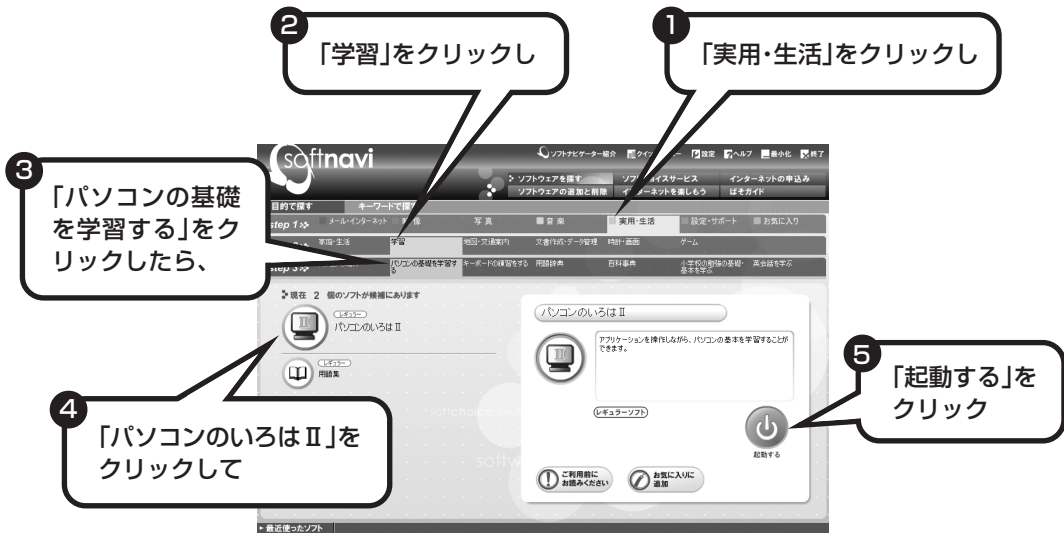 2
「学習」をクリックし
1
「実用・生活」をクリックし
3
「パソコンの基礎
を学習する」をク
リックしたら、
softnavi
ソフトナビゲーター紹介
設定 ヘルプ 最小化 終了
ソフトウェアを探す
インターネットの申込み
ソフトウェアの追加と削除
インターネットを楽しもう
ぱそガイド
目的で探す
キーワードで探す
step 1
メール・インターネット
写真 音楽 実用・生活 設定・サポート お気に入り
家庭・生活 学習 地図・交通案内 文書作成・データ管理 時計・画面 ゲーム
step 3
パソコンの基礎を学習する
キーボードの練習をする 用語辞典 百科事典 小学校の勉強の基礎・基本を学ぶ 英会話を学ぶ
現在 2 個のソフトが候補にあります
レギュラー
パソコンのいろはⅡ
レギュラー
用語集
パソコンのいろはⅡ
アプリケーションを操作しながら、パソコンの基本を学習することが
できます。
レギュラーソフト
起動する
ご利用前に
お読みください
お気に入りに
追加
最近使ったソフト
4
「パソコンのいろはⅡ」を
クリックして
5
「起動する」を
クリック